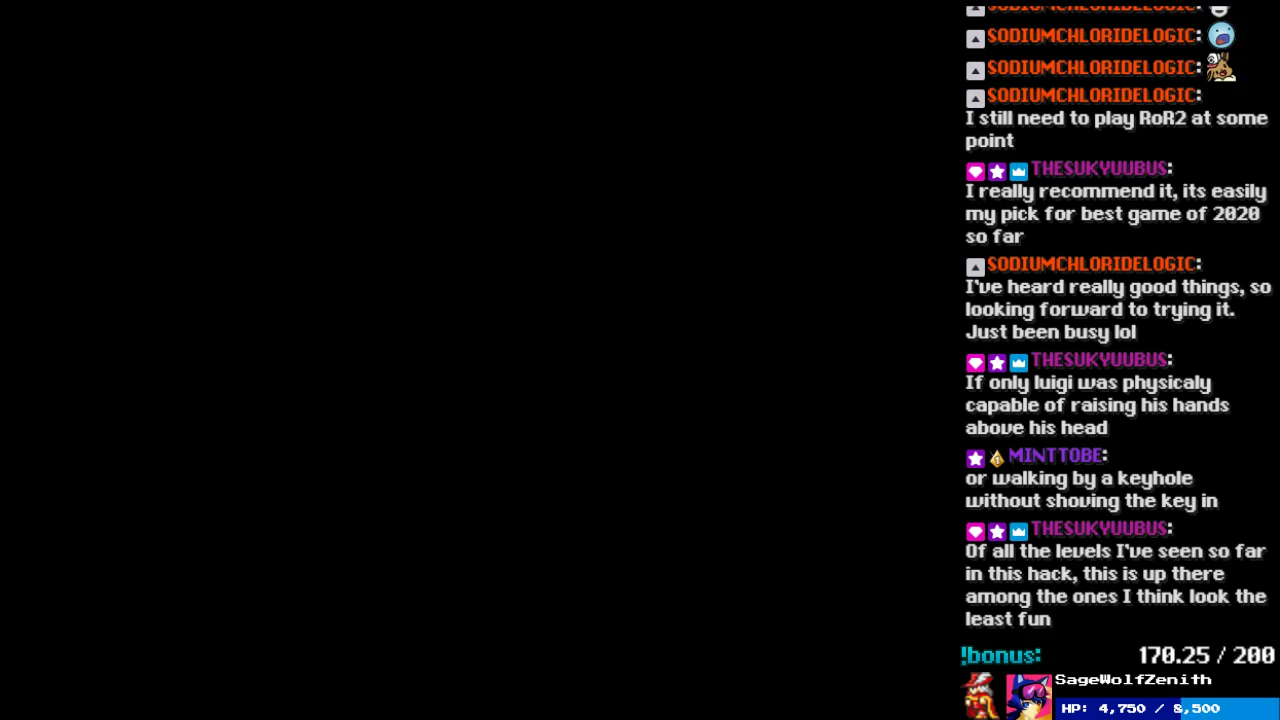 SODIUMCHLORIDELOGIC:
SODIUMCHLORIDELOGIC:
SODIUMCHLORIDELOGIC:
SODIUMCHLORIDELOGIC:
I still need to play RoR2 at some
point
THESUKYUUBUS:
I really recommend it, its easily
my pick for best game of 2020
so far
SODIUMCHLORIDELOGIC:
I've heard really good things, so
looking forward to trying it.
Just been busy lol
THESUKYUUBUS:
If only luigi was physicaly
capable of raising his hands
above his head
MINTTOBE:
or walking by a keyhole
without shoving the key in
THESUKYUUBUS:
Of all the levels I've seen so far
in this hack, this is up there
among the ones I think look the
least fun
!bonus: 170.25 / 200
SageWolfZenith
HP: 4,750 / 8,500